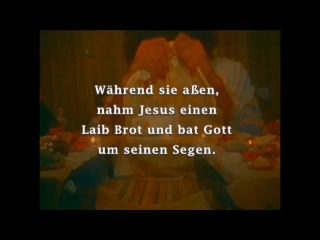 Während sie aßen,
nahm Jesus einen
Laib Brot und bat Gott
um seinen Segen.